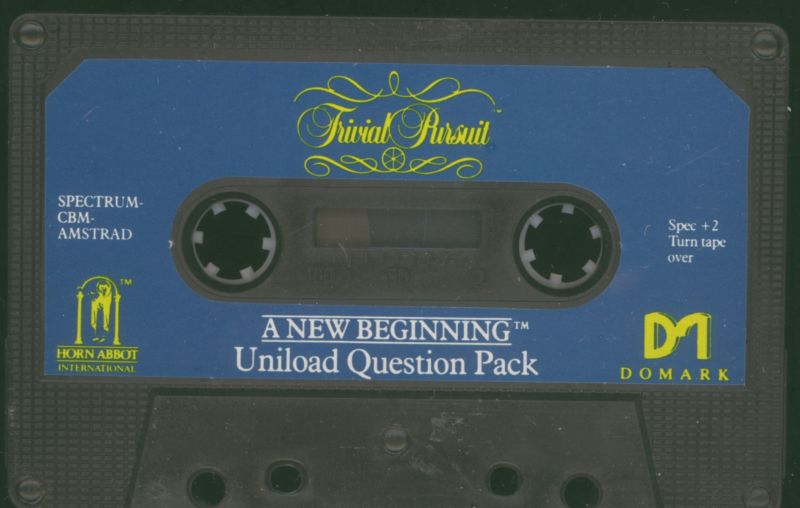 Trivial Pursuit™
SPECTRUM-
CBM-
AMSTRAD
Spec +2
Turn tape
over
™
HORN ABBOT
INTERNATIONAL
A NEW BEGINNING™
Uniload Question Pack
DM
DOMARK